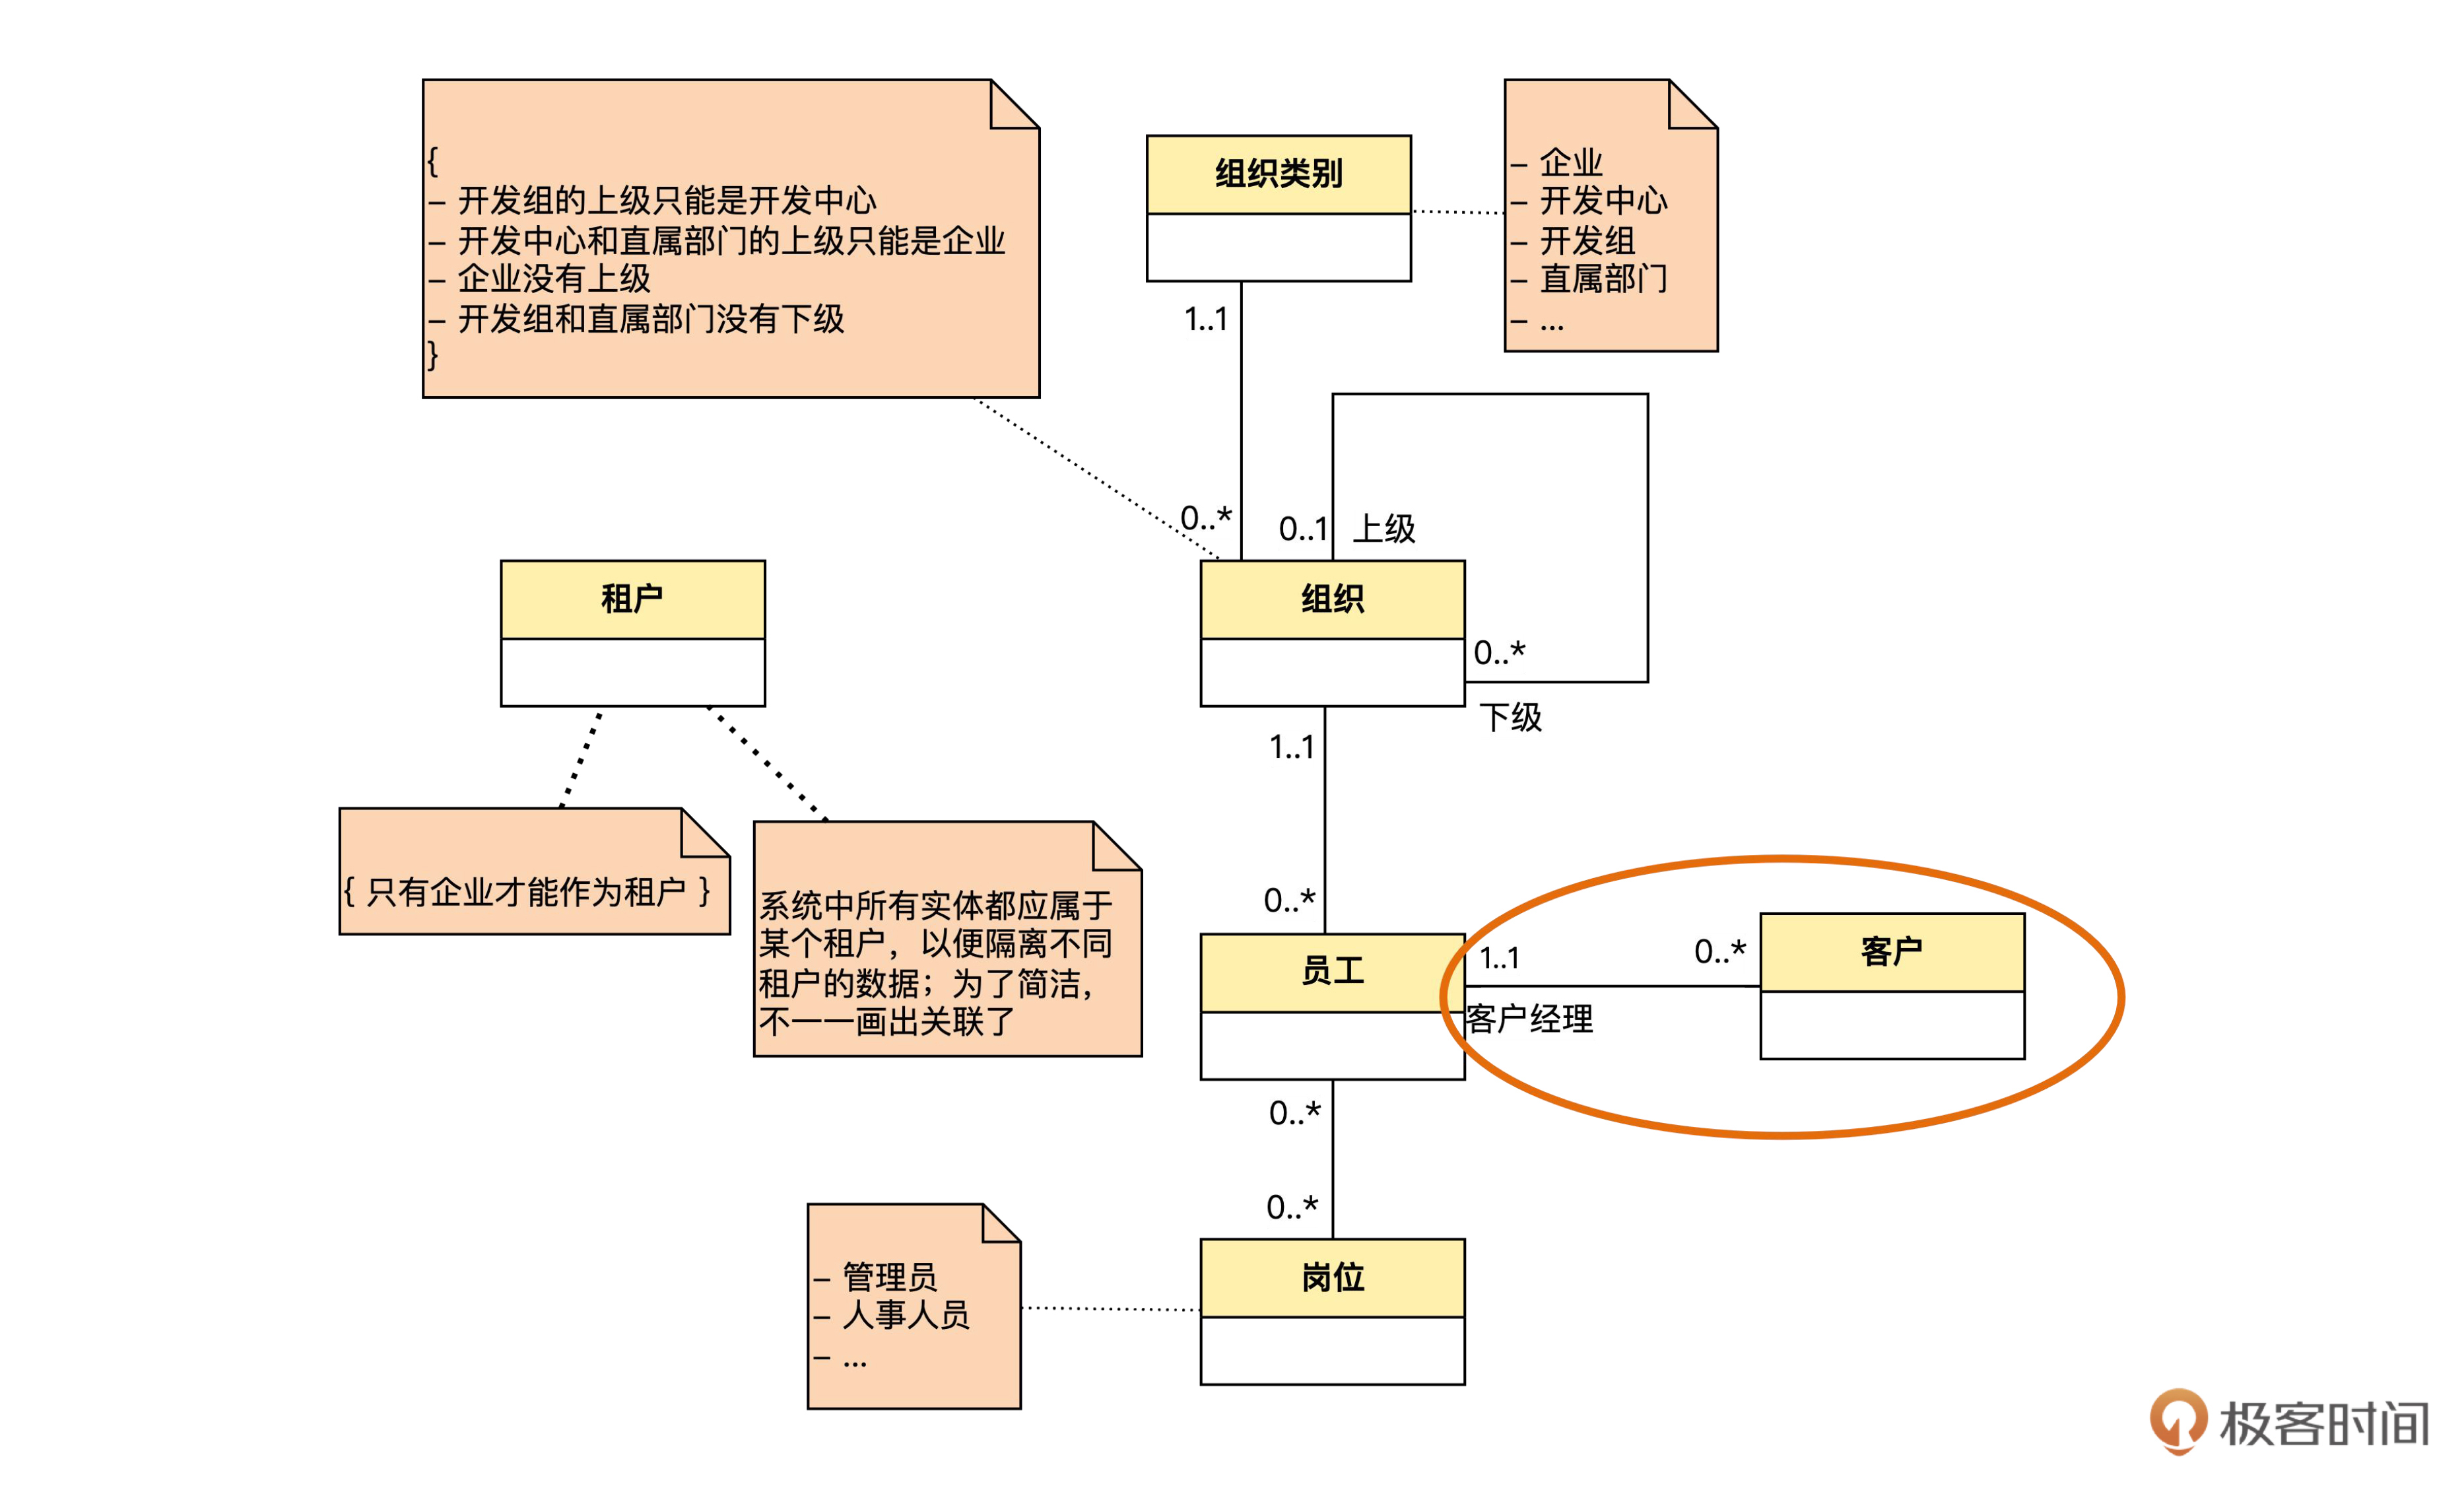 {
– 开发组的上级只能是开发中心
– 开发中心和直属部门的上级只能是企业
– 企业没有上级
– 开发组和直属部门没有下级
}
组织类别
– 企业
– 开发中心
– 开发组
– 直属部门
– ...
1..1
0..*
0..1
上级
租户
组织
0..*
下级
1..1
{ 只有企业才能作为租户 }
系统中所有实体都应属于
某个租户，以便隔离不同
租户的数据；为了简洁，
不一一画出关联了
0..*
员工
1..1
客户经理
0..*
客户
0..*
0..*
– 管理员
– 人事人员
– ...
岗位
极客时间